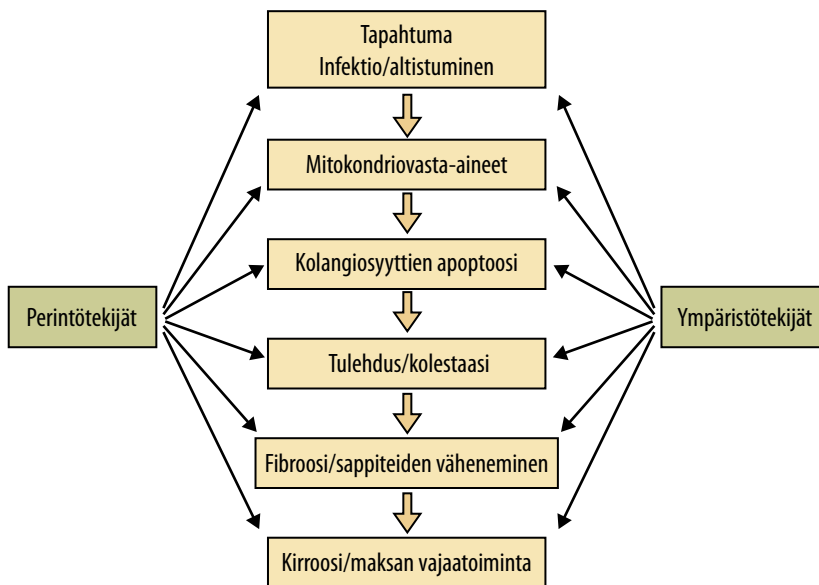 Tapahtuma
Infektio/altistuminen
Mitokondriovasta-aineet
Kolangiosyyttien apoptoosi
Perintötekijät
Ympäristötekijät
Tulehdus/kolestaasi
Fibroosi/sappiteiden väheneminen
Kirroosi/maksan vajaatoiminta